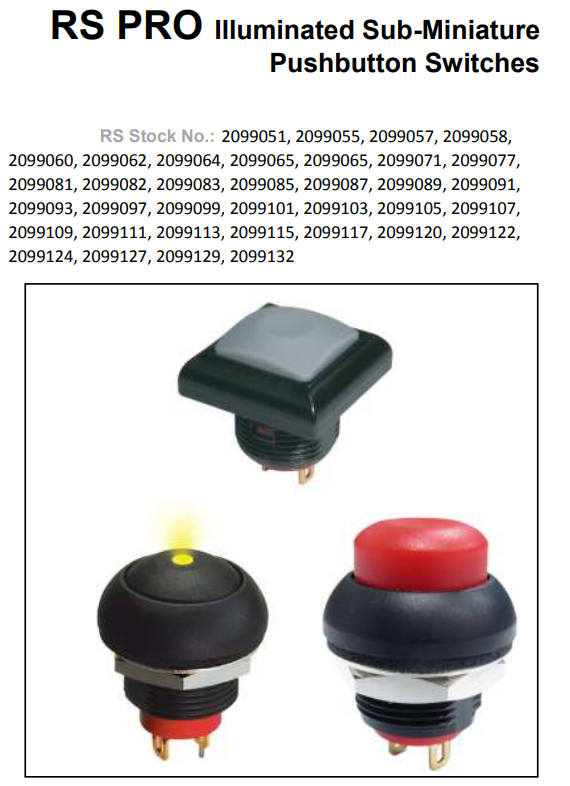 RS PRO Illuminated Sub-Miniature
Pushbutton Switches
RS Stock No.: 2099051, 2099055, 2099057, 2099058,
2099060, 2099062, 2099064, 2099065, 2099065, 2099071, 2099077,
2099081, 2099082, 2099083, 2099085, 2099087, 2099089, 2099091,
2099093, 2099097, 2099099, 2099101, 2099103, 2099105, 2099107,
2099109, 2099111, 2099113, 2099115, 2099117, 2099120, 2099122,
2099124, 2099127, 2099129, 2099132